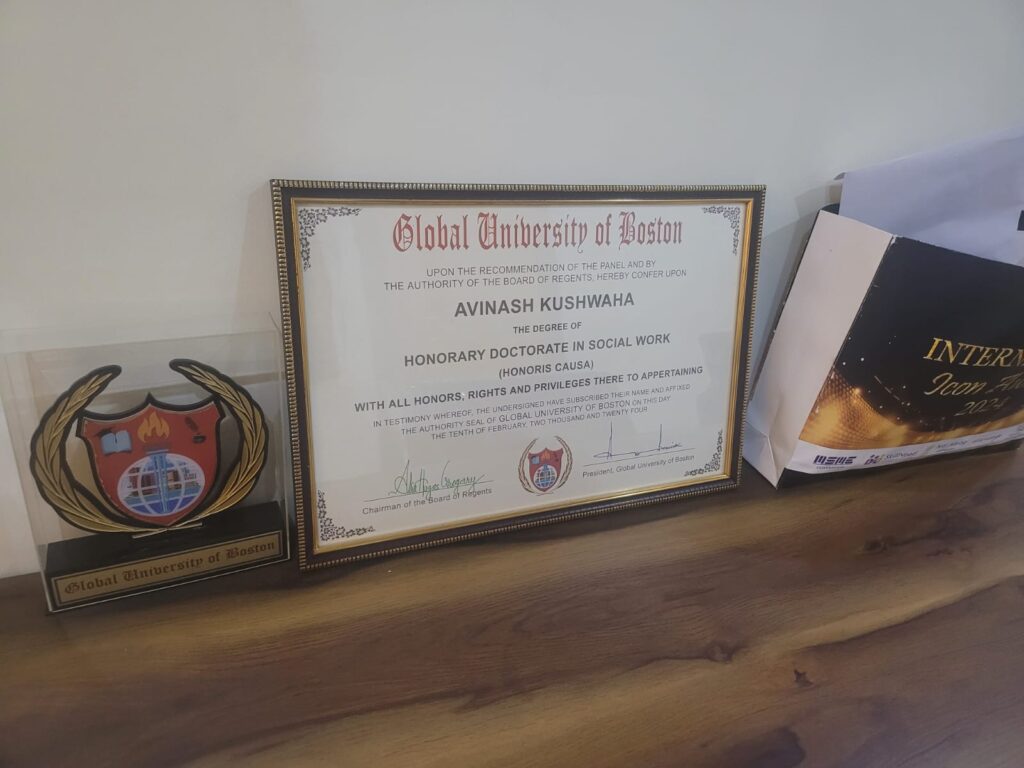 Global University of Boston
UPON THE RECOMMENDATION OF THE PANEL AND BY
THE AUTHORITY OF THE BOARD OF REGENTS, HEREBY CONFER UPON
AVINASH KUSHWAHA
THE DEGREE OF
HONORARY DOCTORATE IN SOCIAL WORK
(HONORIS CAUSA)
WITH ALL HONORS, RIGHTS AND PRIVILEGES THERE TO APPERTAINING
IN TESTIMONY WHEREOF, THE UNDERSIGNED HAVE SUBSCRIBED THEIR NAME AND AFFIXED
THE AUTHORITY SEAL OF GLOBAL UNIVERSITY OF BOSTON ON THIS DAY
THE TENTH OF FEBRUARY, TWO THOUSAND AND TWENTY FOUR
Chairman of the Board of Regents
President, Global University of Boston
Global University of Boston
INTERN
Icon Aw
2024